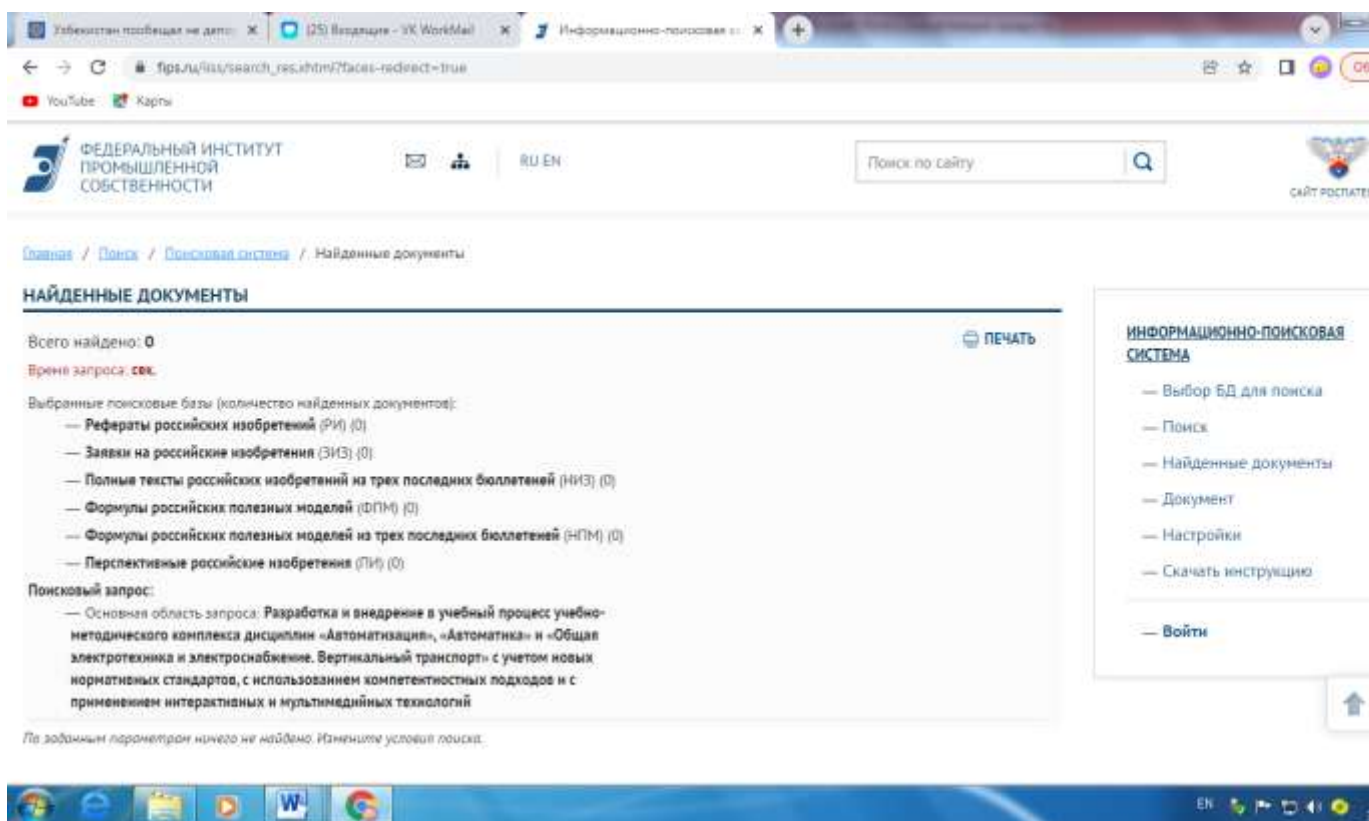 Узбекистан пообещал не депо
(25) Входящие - VK WorkMail
Информационно-поисковая с
fips.ru/iiss/search_res.xhtml?faces-redirect=true
Об
YouTube
Карты
ФЕДЕРАЛЬНЫЙ ИНСТИТУТ
ПРОМЫШЛЕННОЙ
СОБСТВЕННОСТИ
RU EN
Поиск по сайту
САЙТ РОСПАТЕ
Главная / Поиск / Поисковая система / Найденные документы
НАЙДЕННЫЕ ДОКУМЕНТЫ
Всего найдено: 0
ПЕЧАТЬ
Время запроса: сек.
Выбранные поисковые базы (количество найденных документов):
— Рефераты российских изобретений (РИ) (0)
— Заявки на российские изобретения (ЗИЗ) (0)
— Полные тексты российских изобретений из трех последних бюллетеней (НИЗ) (0)
— Формулы российских полезных моделей (ФПМ) (0)
— Формулы российских полезных моделей из трех последних бюллетеней (НПМ) (0)
— Перспективные российские изобретения (ПИ) (0)
Поисковый запрос:
— Основная область запроса: Разработка и внедрение в учебный процесс учебно-
методического комплекса дисциплин «Автоматизация», «Автоматика» и «Общая
электротехника и электроснабжение. Вертикальный транспорт» с учетом новых
нормативных стандартов, с использованием компетентностных подходов и с
применением интерактивных и мультимедийных технологий
По заданным параметрам ничего не найдено. Измените условия поиска.
ИНФОРМАЦИОННО-ПОИСКОВАЯ
СИСТЕМА
— Выбор БД для поиска
— Поиск
— Найденные документы
— Документ
— Настройки
— Скачать инструкцию
— Войти
EN